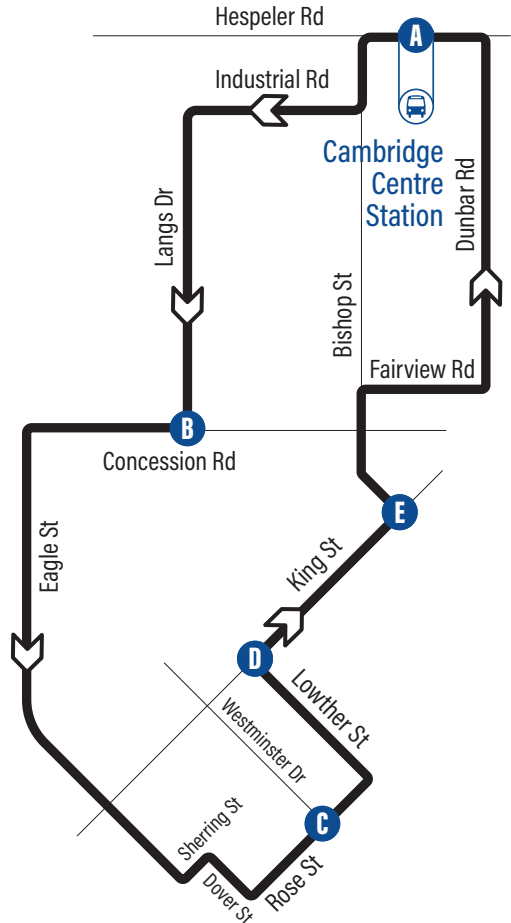 Hespeler Rd
A
Industrial Rd
Cambridge
Centre
Station
Langs Dr
Dunbar Rd
Bishop St
Fairview Rd
B
Concession Rd
E
Eagle St
King St
D
Lowther St
Westminster Dr
C
Sherring St
Rose St
Dover St